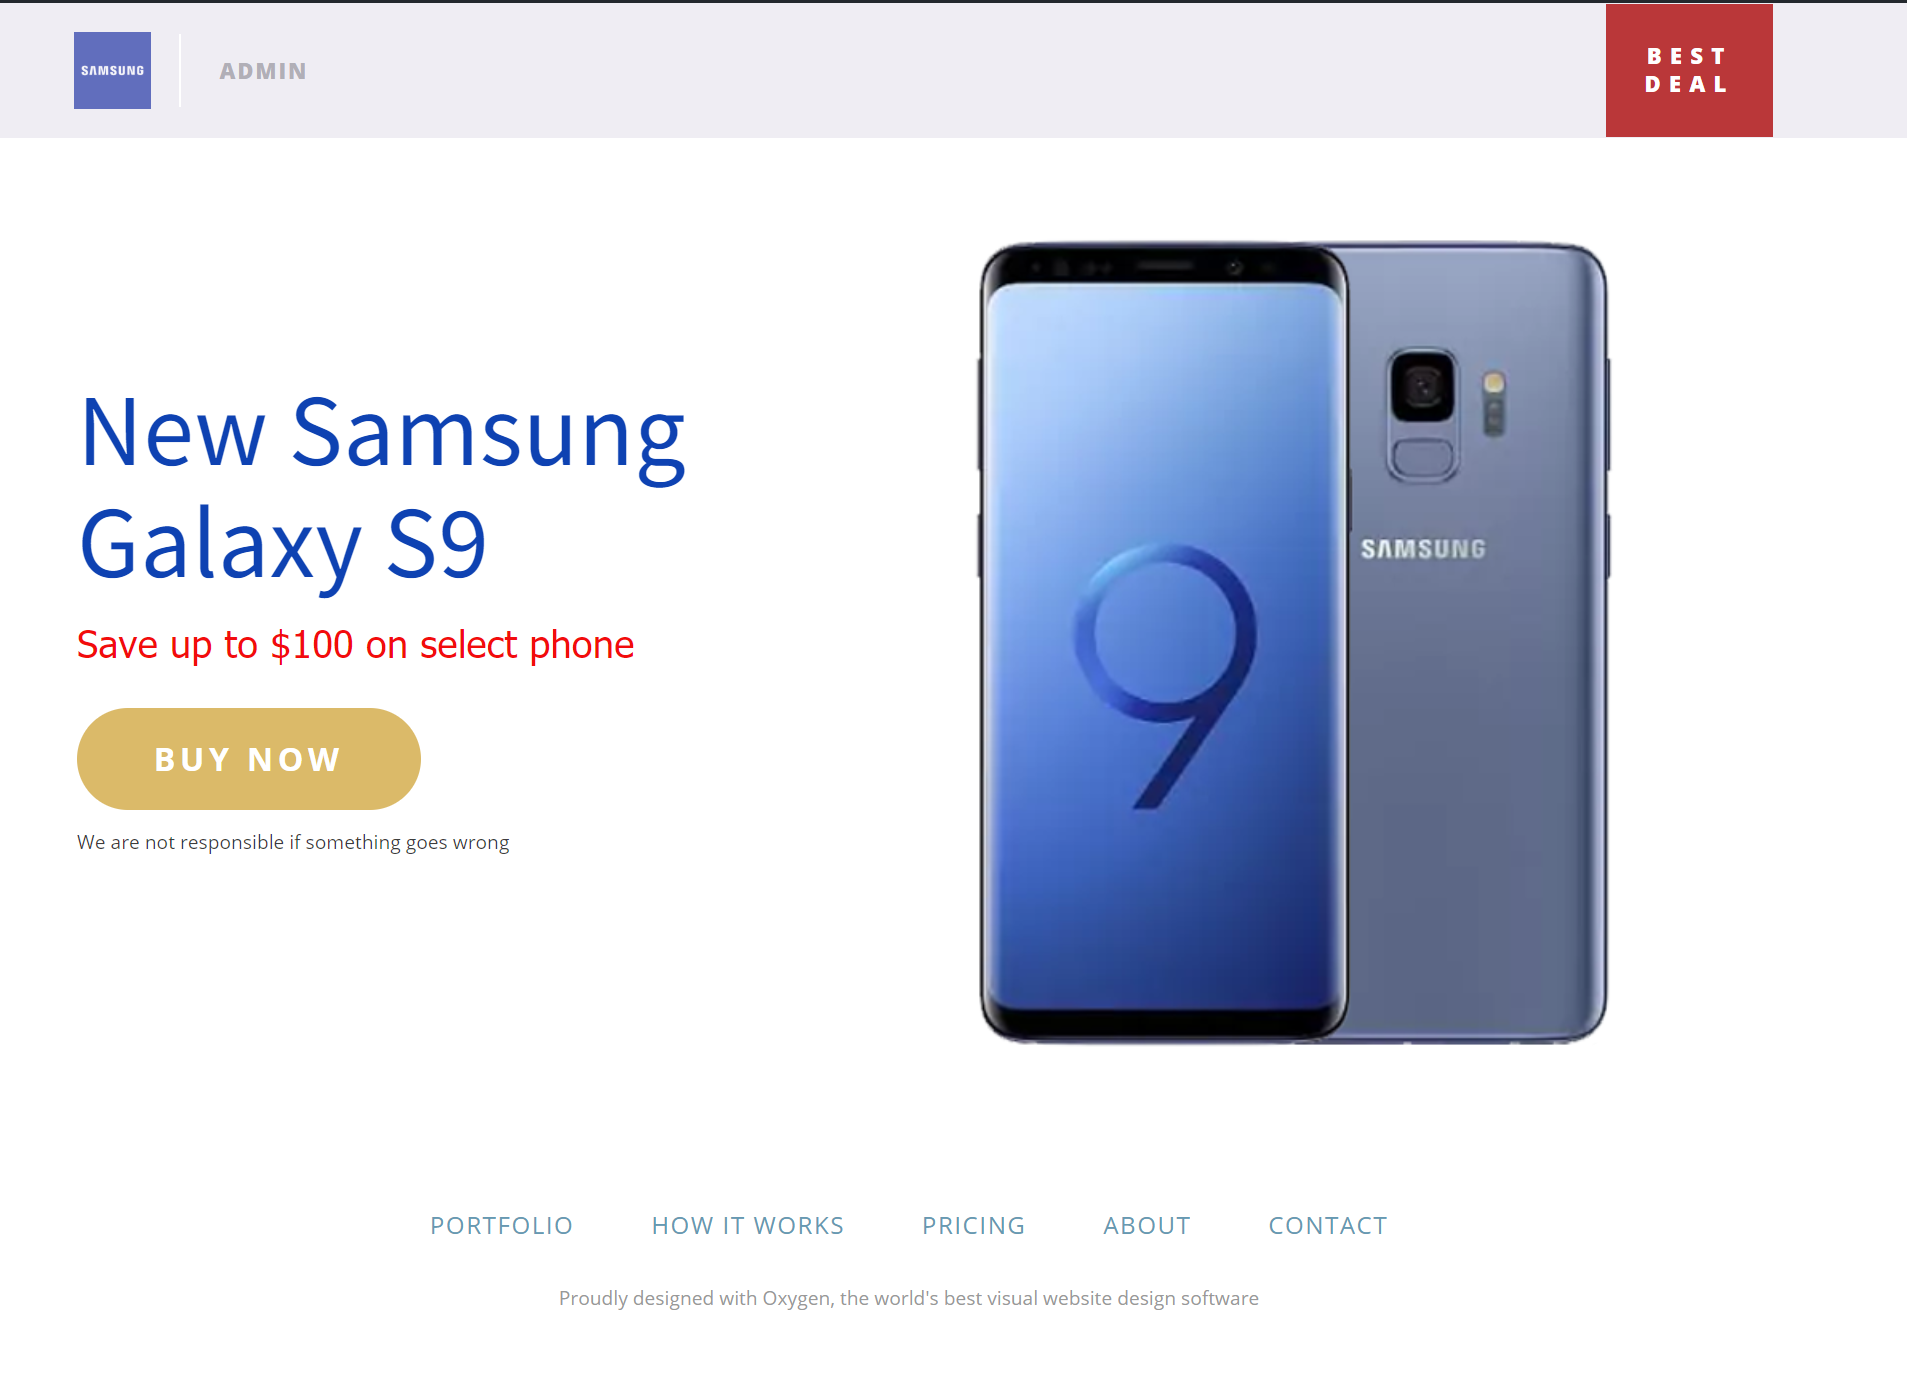 SAMSUNG
ADMIN
BEST
DEAL
New Samsung
Galaxy S9
Save up to $100 on select phone
BUY NOW
We are not responsible if something goes wrong
9
SAMSUNG
PORTFOLIO HOW IT WORKS PRICING ABOUT CONTACT
Proudly designed with Oxygen, the world's best visual website design software